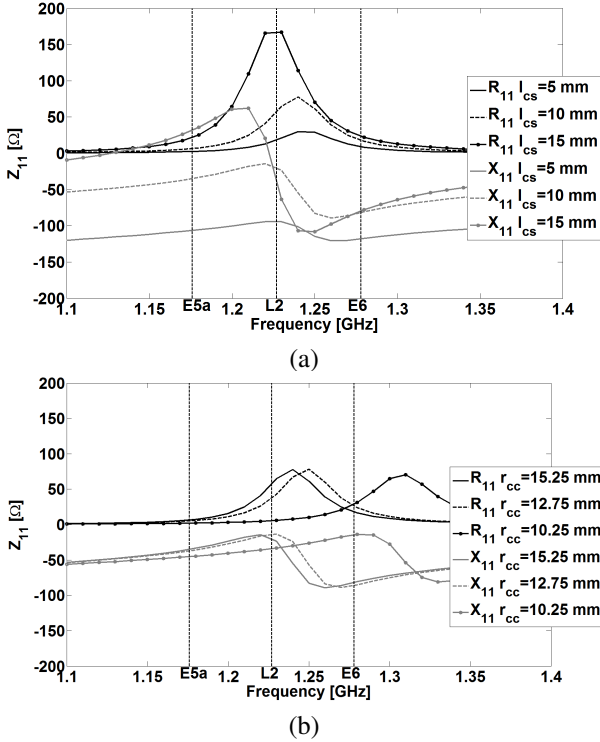 200
150
100
50
0
-50
-100
-150
-200
Z11 [Ω]
R11 lcs=5 mm
R11 lcs=10 mm
R11 lcs=15 mm
X11 lcs=5 mm
X11 lcs=10 mm
X11 lcs=15 mm
1.1 1.15 E5a 1.2 L2 1.25 E6 1.3 1.35 1.4
Frequency [GHz]
(a)
200
150
100
50
0
-50
-100
-150
-200
Z11 [Ω]
R11 rcc=15.25 mm
R11 rcc=12.75 mm
R11 rcc=10.25 mm
X11 rcc=15.25 mm
X11 rcc=12.75 mm
X11 rcc=10.25 mm
1.1 1.15 E5a 1.2 L2 1.25 E6 1.3 1.35 1.4
Frequency [GHz]
(b)